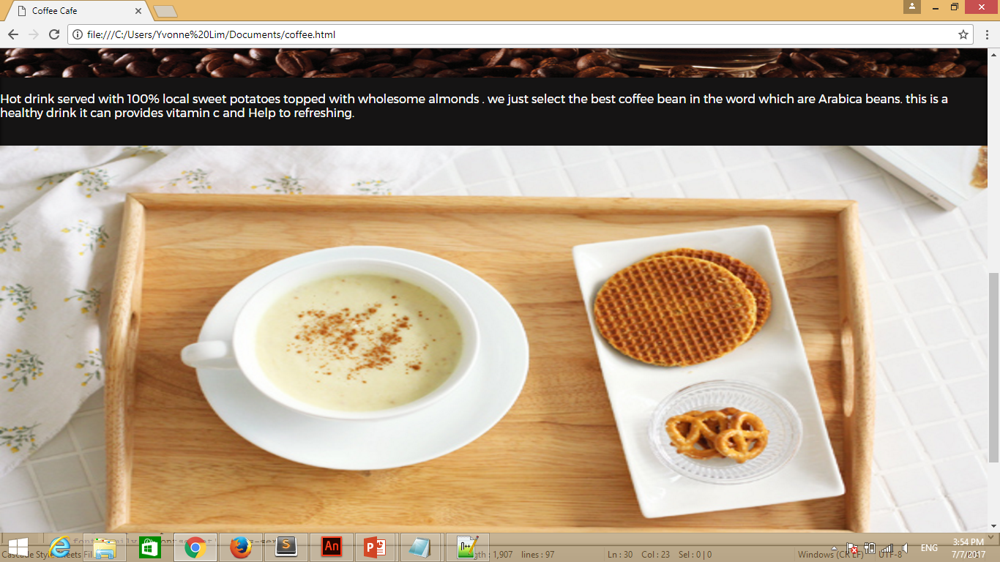 Coffee Cafe
file:///C:/Users/Yvonne%20Lim/Documents/coffee.html
Hot drink served with 100% local sweet potatoes topped with wholesome almonds . we just select the best coffee bean in the word which are Arabica beans. this is a
healthy drink it can provides vitamin c and Help to refreshing.
S
An
P
n++
ENG
3:54 PM
7/7/2017
Cascade Style Sheets Fil
length : 1,907 lines : 97
Ln : 30 Col : 23 Sel : 0 | 0
Windows (CR LF)
UTF-8